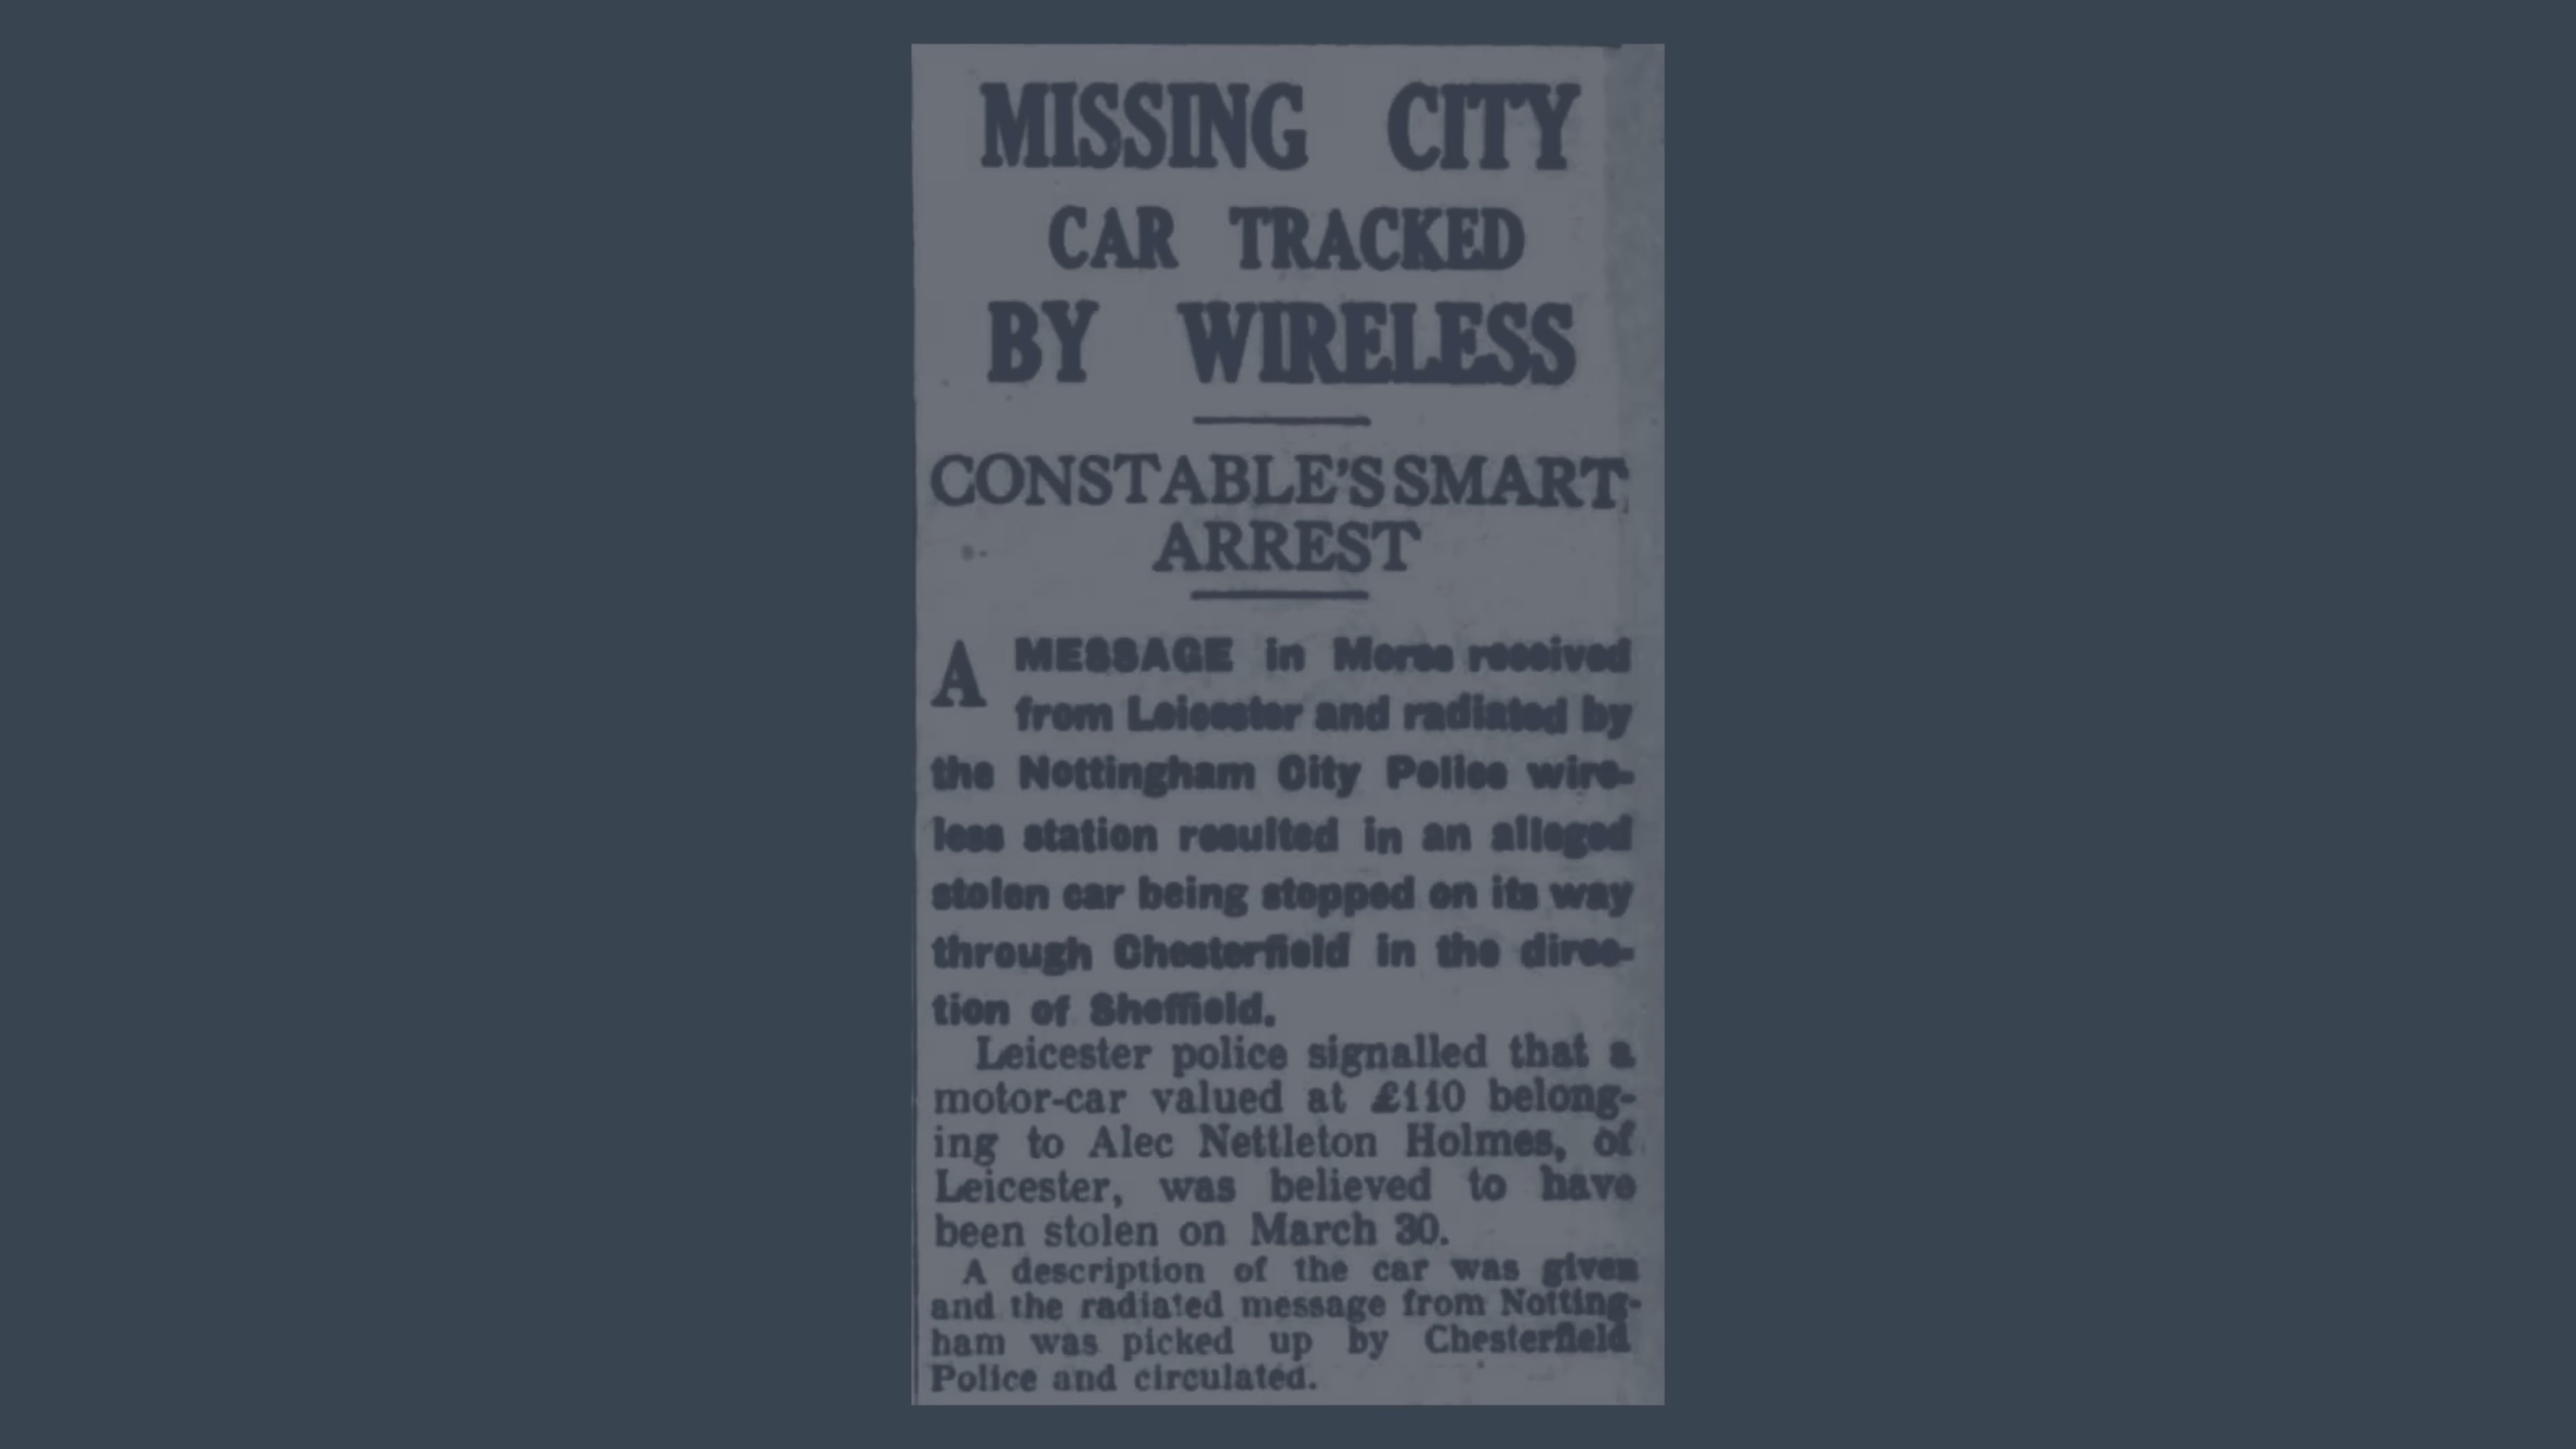 MISSING CITY
CAR TRACKED
BY WIRELESS
CONSTABLE'S SMART
ARREST
A MESSAGE in Morse received
from Leicester and radiated by
the Nottingham City Police wire-
less station resulted in an alleged
stolen car being stopped on its way
through Chesterfield in the direc-
tion of Sheffield.
Leicester police signalled that a
motor-car valued at £110 belong-
ing to Alec Nettleton Holmes, of
Leicester, was believed to have
been stolen on March 30.
A description of the car was given
and the radiated message from Notting-
ham was picked up by Chesterfield
Police and circulated.